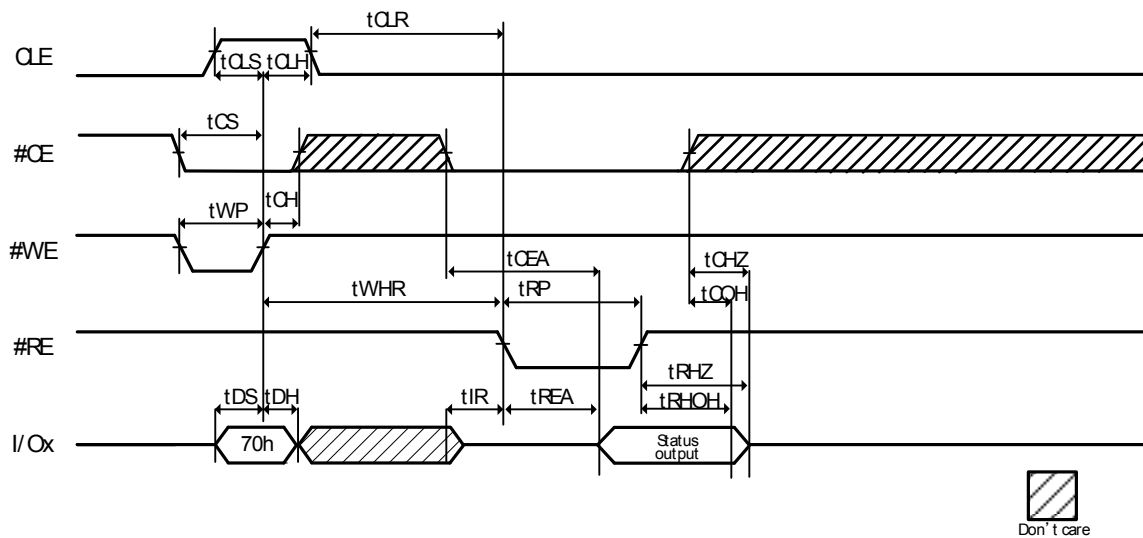 tCLR
CLE
tCLS tCLH
tCS
#CE
tCH
tWP
#WE
tCEA
tCHZ
tWHR tRP
tCOH
#RE
tRHZ
tDS tDH
tIR tREA
tRHOH
I/Ox
70h
Status
output
Don't care